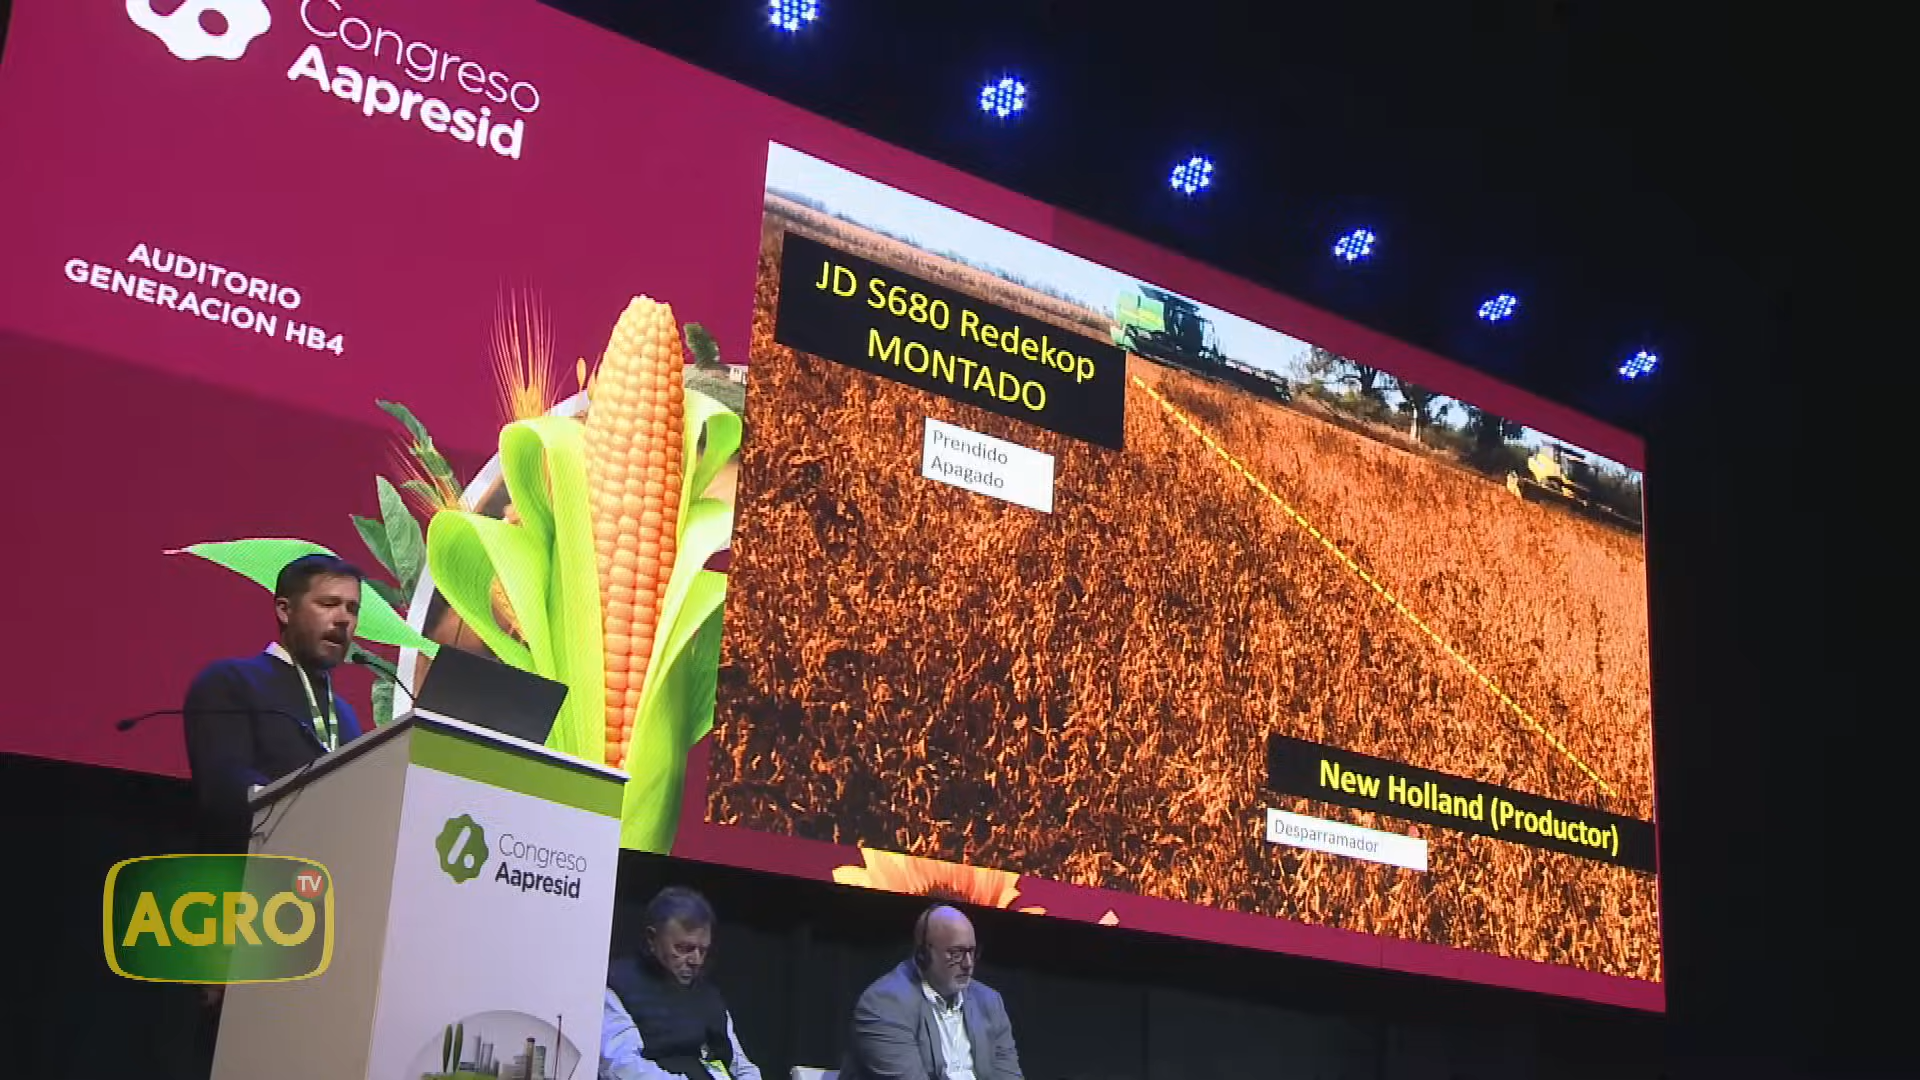 Congreso
Aapresid
AUDITORIO
GENERACION HB4
JD S680 Redekop
MONTADO
Prendido
Apagado
New Holland (Productor)
Desparramador
Congreso
Aapresid
AGRO TV